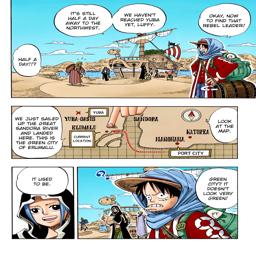 IT'S STILL
HALF A DAY
AWAY TO THE
NORTHWEST.
WE HAVEN'T
REACHED YUBA
YET, LUFFY.
OKAY, NOW
TO FIND THAT
REBEL LEADER!
HALF A
DAY!?
WE JUST SAILED
UP THE GREAT
SANDORA RIVER
AND LANDED
HERE. THIS IS
THE GREEN CITY
OF ERUMALU.
YUBA
YUBA OASIS
ERUMALU
CURRENT
LOCATION
SANDORA
NANOHANA
KATOREA
PORT CITY
LOOK
AT THE
MAP.
IT USED
TO BE.
GREEN
CITY? IT
DOESN'T
LOOK VERY
GREEN!